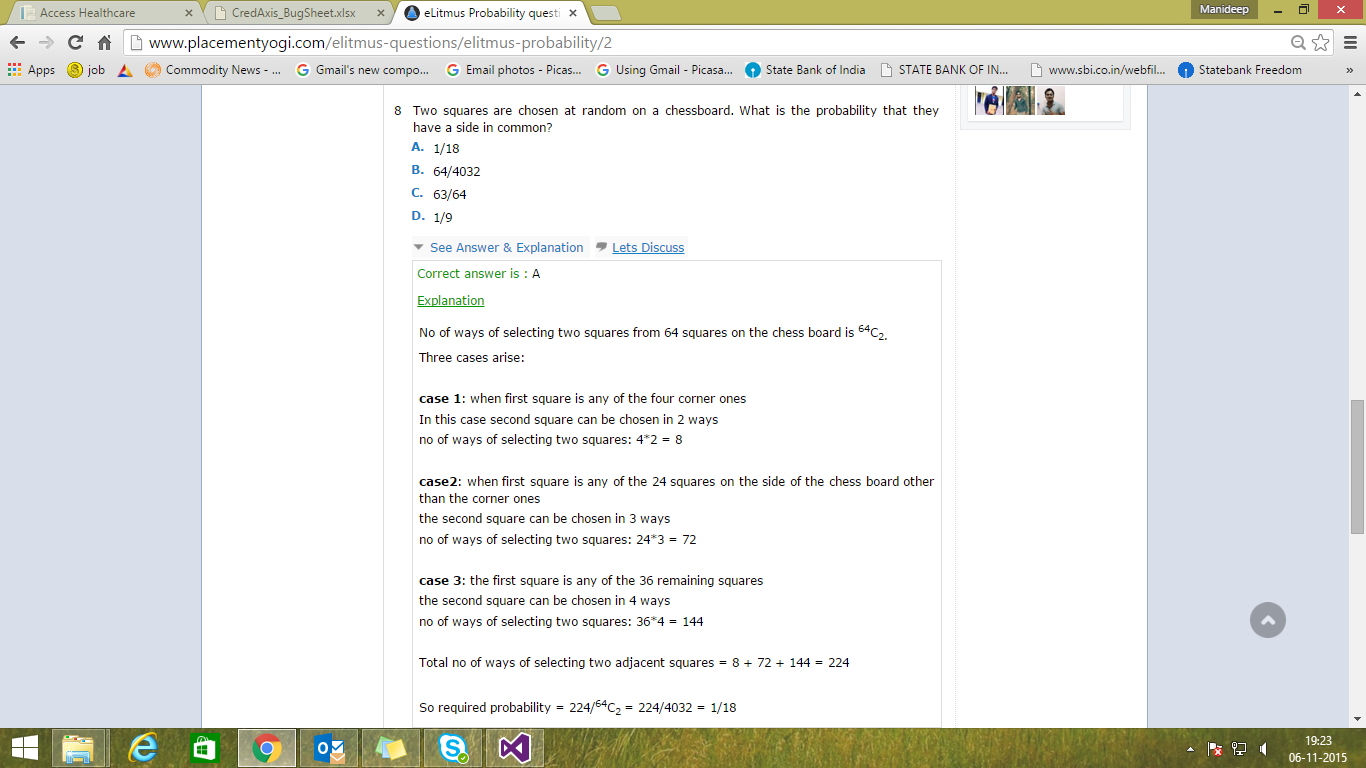 Manideep
Access Healthcare
CredAxis_BugSheet.xlsx
eLitmus Probability questi
www.placementyogi.com/elitmus-questions/elitmus-probability/2
Apps
job
Commodity News - ...
Gmail's new compo...
Email photos - Picas...
Using Gmail - Picasa...
State Bank of India
STATE BANK OF IN...
www.sbi.co.in/webfil...
Statebank Freedom
»
8 Two squares are chosen at random on a chessboard. What is the probability that they
have a side in common?
A. 1/18
B. 64/4032
C. 63/64
D. 1/9
See Answer & Explanation Lets Discuss
Correct answer is : A
Explanation
No of ways of selecting two squares from 64 squares on the chess board is ⁶⁴C₂.
Three cases arise:
case 1: when first square is any of the four corner ones
In this case second square can be chosen in 2 ways
no of ways of selecting two squares: 4*2 = 8
case2: when first square is any of the 24 squares on the side of the chess board other
than the corner ones
the second square can be chosen in 3 ways
no of ways of selecting two squares: 24*3 = 72
case 3: the first square is any of the 36 remaining squares
the second square can be chosen in 4 ways
no of ways of selecting two squares: 36*4 = 144
Total no of ways of selecting two adjacent squares = 8 + 72 + 144 = 224
So required probability = 224/⁶⁴C₂ = 224/4032 = 1/18
19:23
06-11-2015